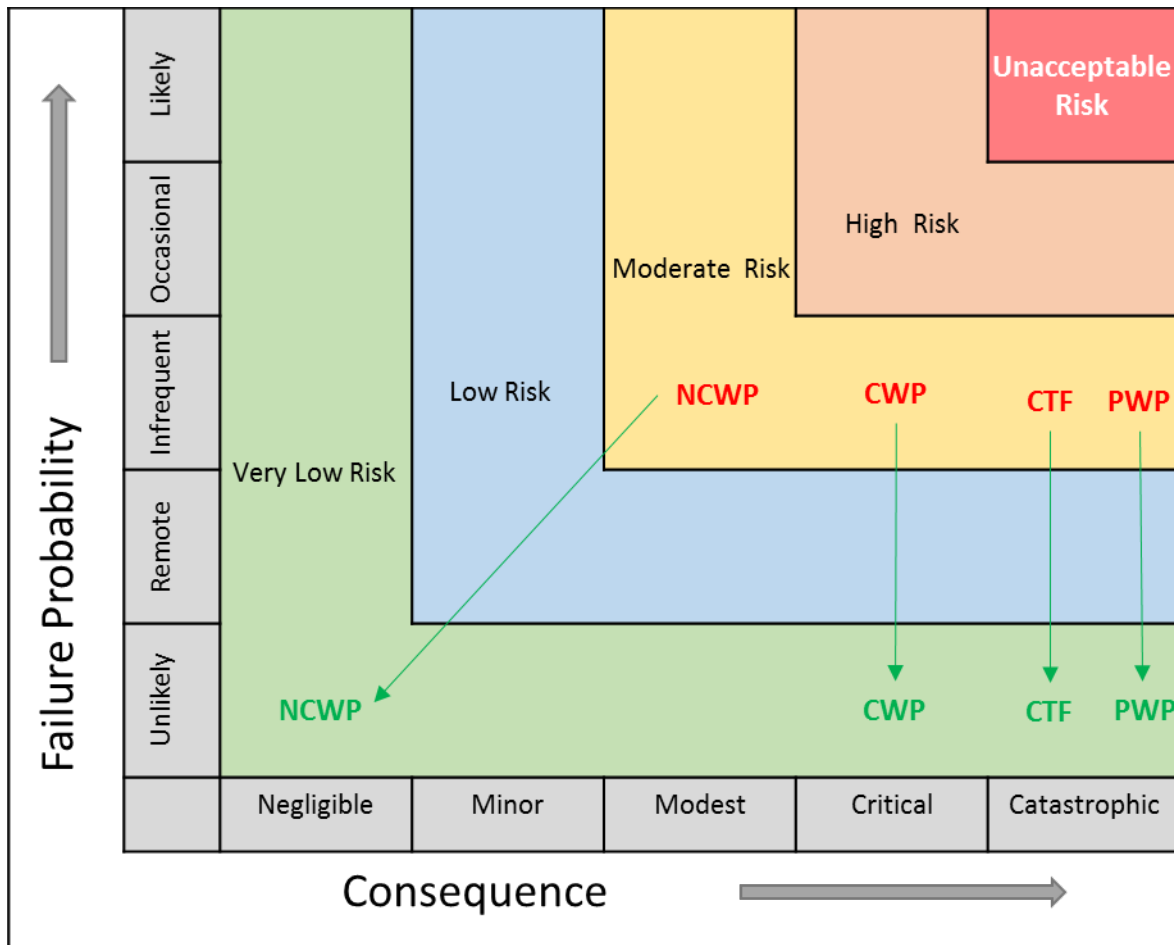 Failure Probability
Likely
Occasional
Infrequent
Remote
Unlikely
Unacceptable
Risk
High Risk
Moderate Risk
Low Risk
Very Low Risk
NCWP
CWP
CTF
PWP
NCWP
CWP
CTF
PWP
Negligible
Minor
Modest
Critical
Catastrophic
Consequence